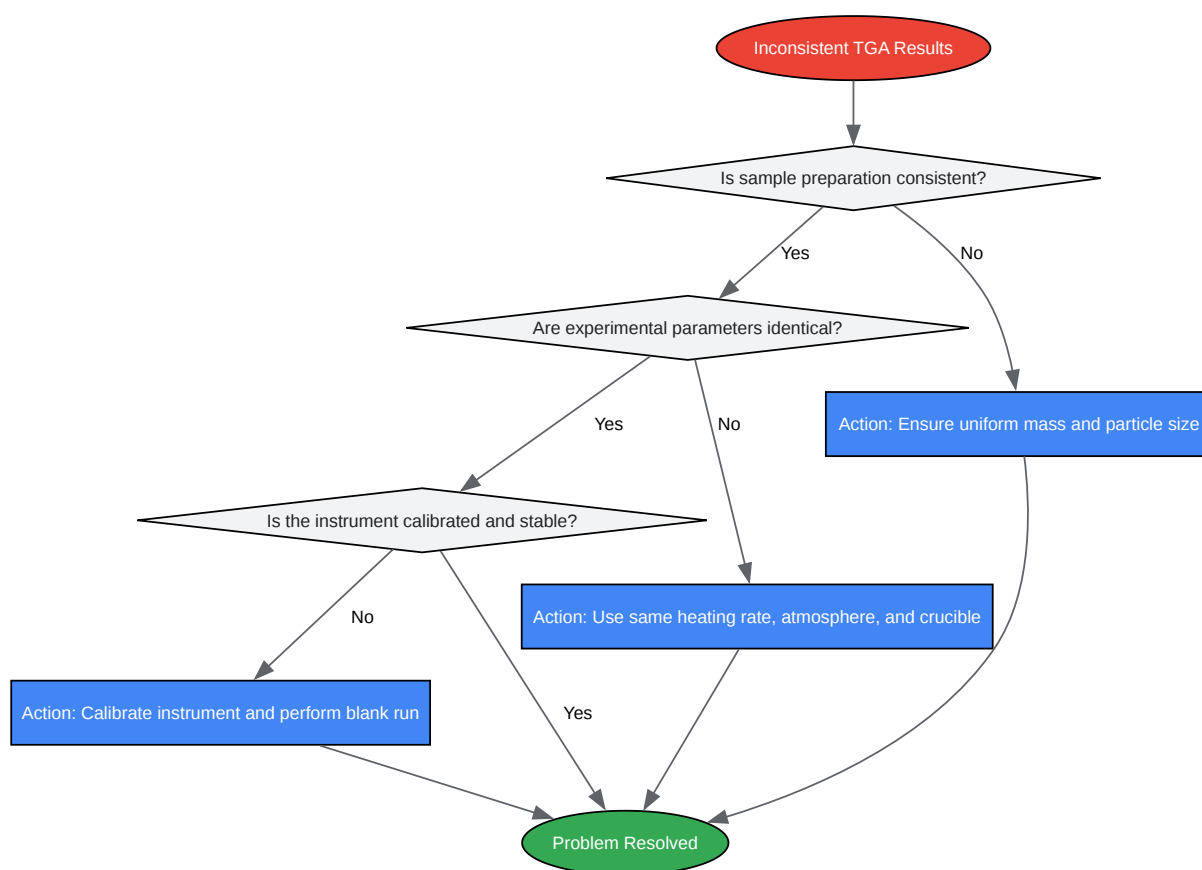 Inconsistent TGA Results
Is sample preparation consistent?
Yes
No
Are experimental parameters identical?
Yes
No
Action: Ensure uniform mass and particle size
Is the instrument calibrated and stable?
No
Yes
Action: Use same heating rate, atmosphere, and crucible
Action: Calibrate instrument and perform blank run
Problem Resolved